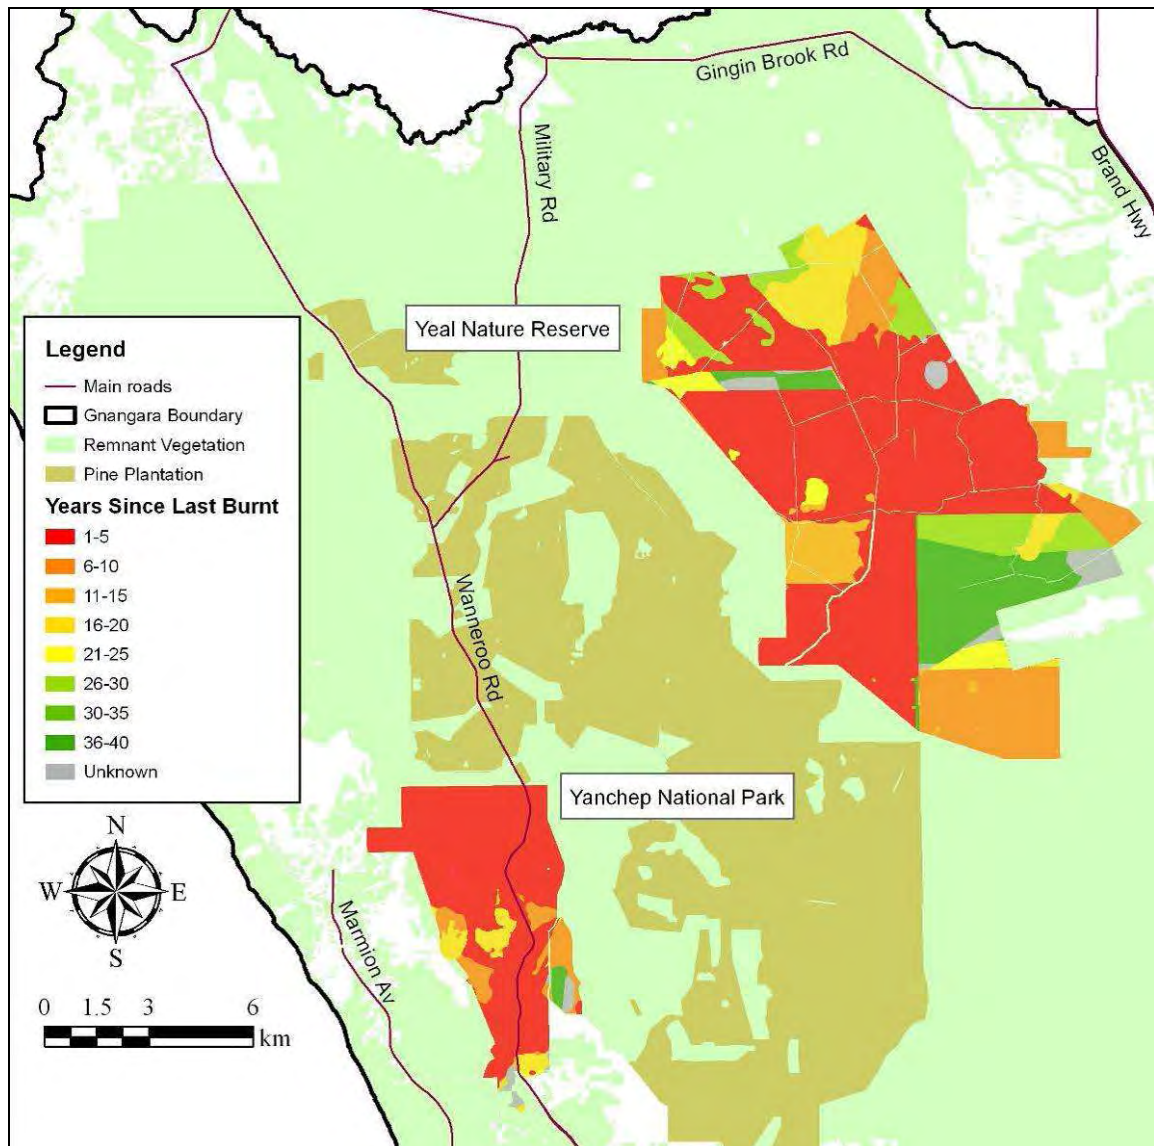 Gingin Brook Rd
Military Rd
Brand Hwy
Yeal Nature Reserve
Legend
Main roads
Gnangara Boundary
Remnant Vegetation
Pine Plantation
Years Since Last Burnt
1-5
6-10
11-15
16-20
21-25
26-30
30-35
36-40
Unknown
Wanneroo Rd
Yanchep National Park
N
W
E
S
Marmion Av
0 1.5 3 6
km